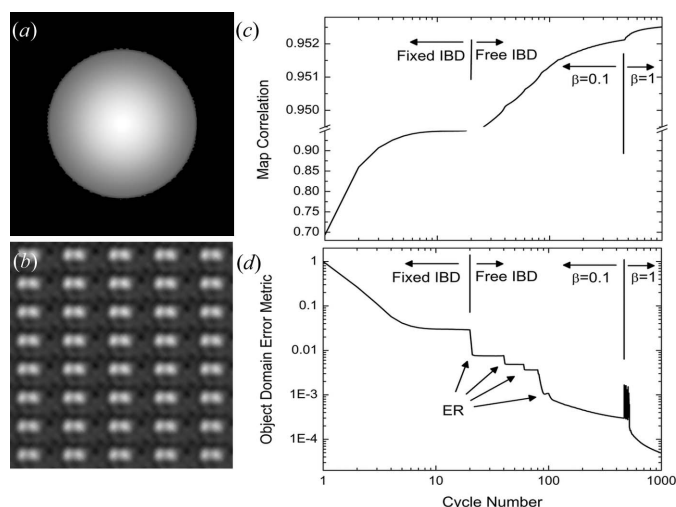 (a)
(b)
(c)
Fixed IBD Free IBD
β=0.1 β=1
Map Correlation
0.952
0.951
0.950
0.90
0.85
0.80
0.75
0.70
(d)
Fixed IBD Free IBD
β=0.1 β=1
ER
Object Domain Error Metric
1
0.1
0.01
1E-3
1E-4
1 10 100 1000
Cycle Number